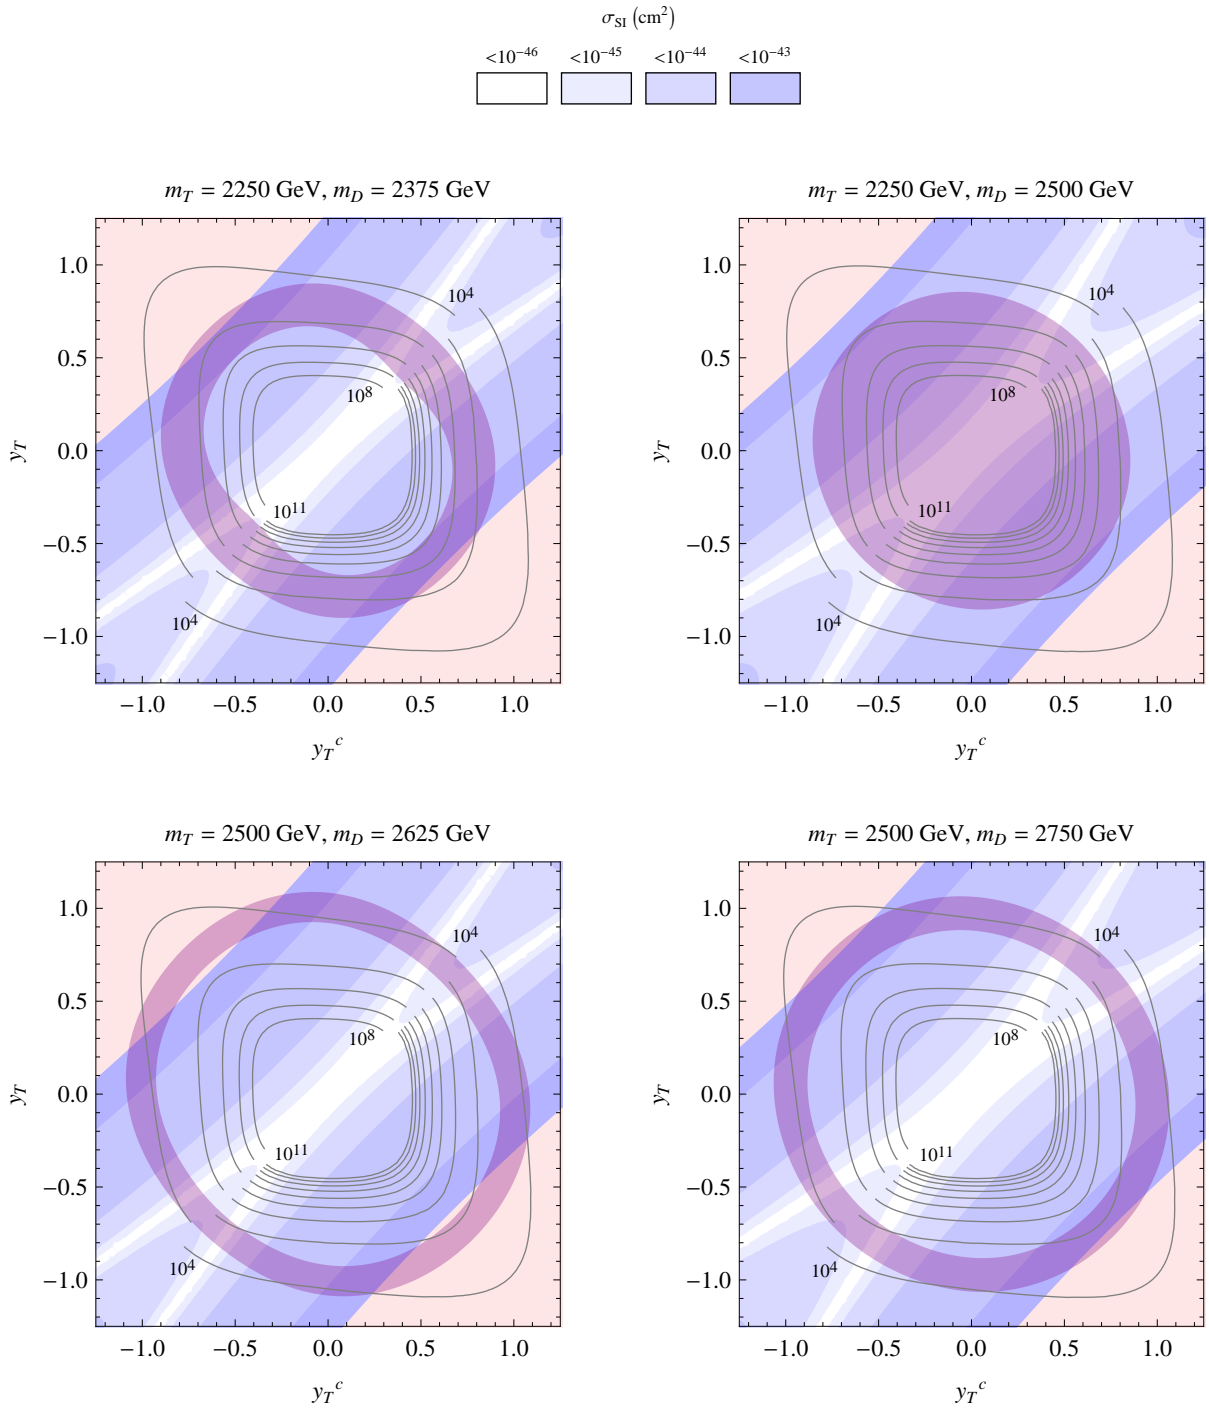 σ_SI (cm²)
<10⁻⁴⁶ <10⁻⁴⁵ <10⁻⁴⁴ <10⁻⁴³
m_T = 2250 GeV, m_D = 2375 GeV
1.0
0.5
0.0
−0.5
−1.0
y_T
10⁴
10⁸
10¹¹
10⁴
−1.0 −0.5 0.0 0.5 1.0
y_T^c
m_T = 2250 GeV, m_D = 2500 GeV
1.0
0.5
0.0
−0.5
−1.0
y_T
10⁴
10⁸
10¹¹
10⁴
−1.0 −0.5 0.0 0.5 1.0
y_T^c
m_T = 2500 GeV, m_D = 2625 GeV
1.0
0.5
0.0
−0.5
−1.0
y_T
10⁴
10⁸
10¹¹
10⁴
−1.0 −0.5 0.0 0.5 1.0
y_T^c
m_T = 2500 GeV, m_D = 2750 GeV
1.0
0.5
0.0
−0.5
−1.0
y_T
10⁴
10⁸
10¹¹
10⁴
−1.0 −0.5 0.0 0.5 1.0
y_T^c